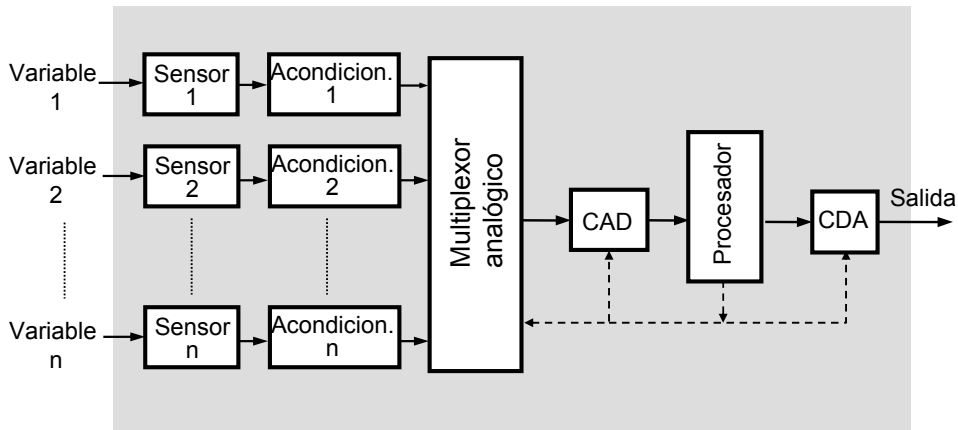 Variable
1
Sensor
1
Acondicion.
1
Variable
2
Sensor
2
Acondicion.
2
Variable
n
Sensor
n
Acondicion.
n
Multiplexor
analógico
CAD
Procesador
CDA
Salida